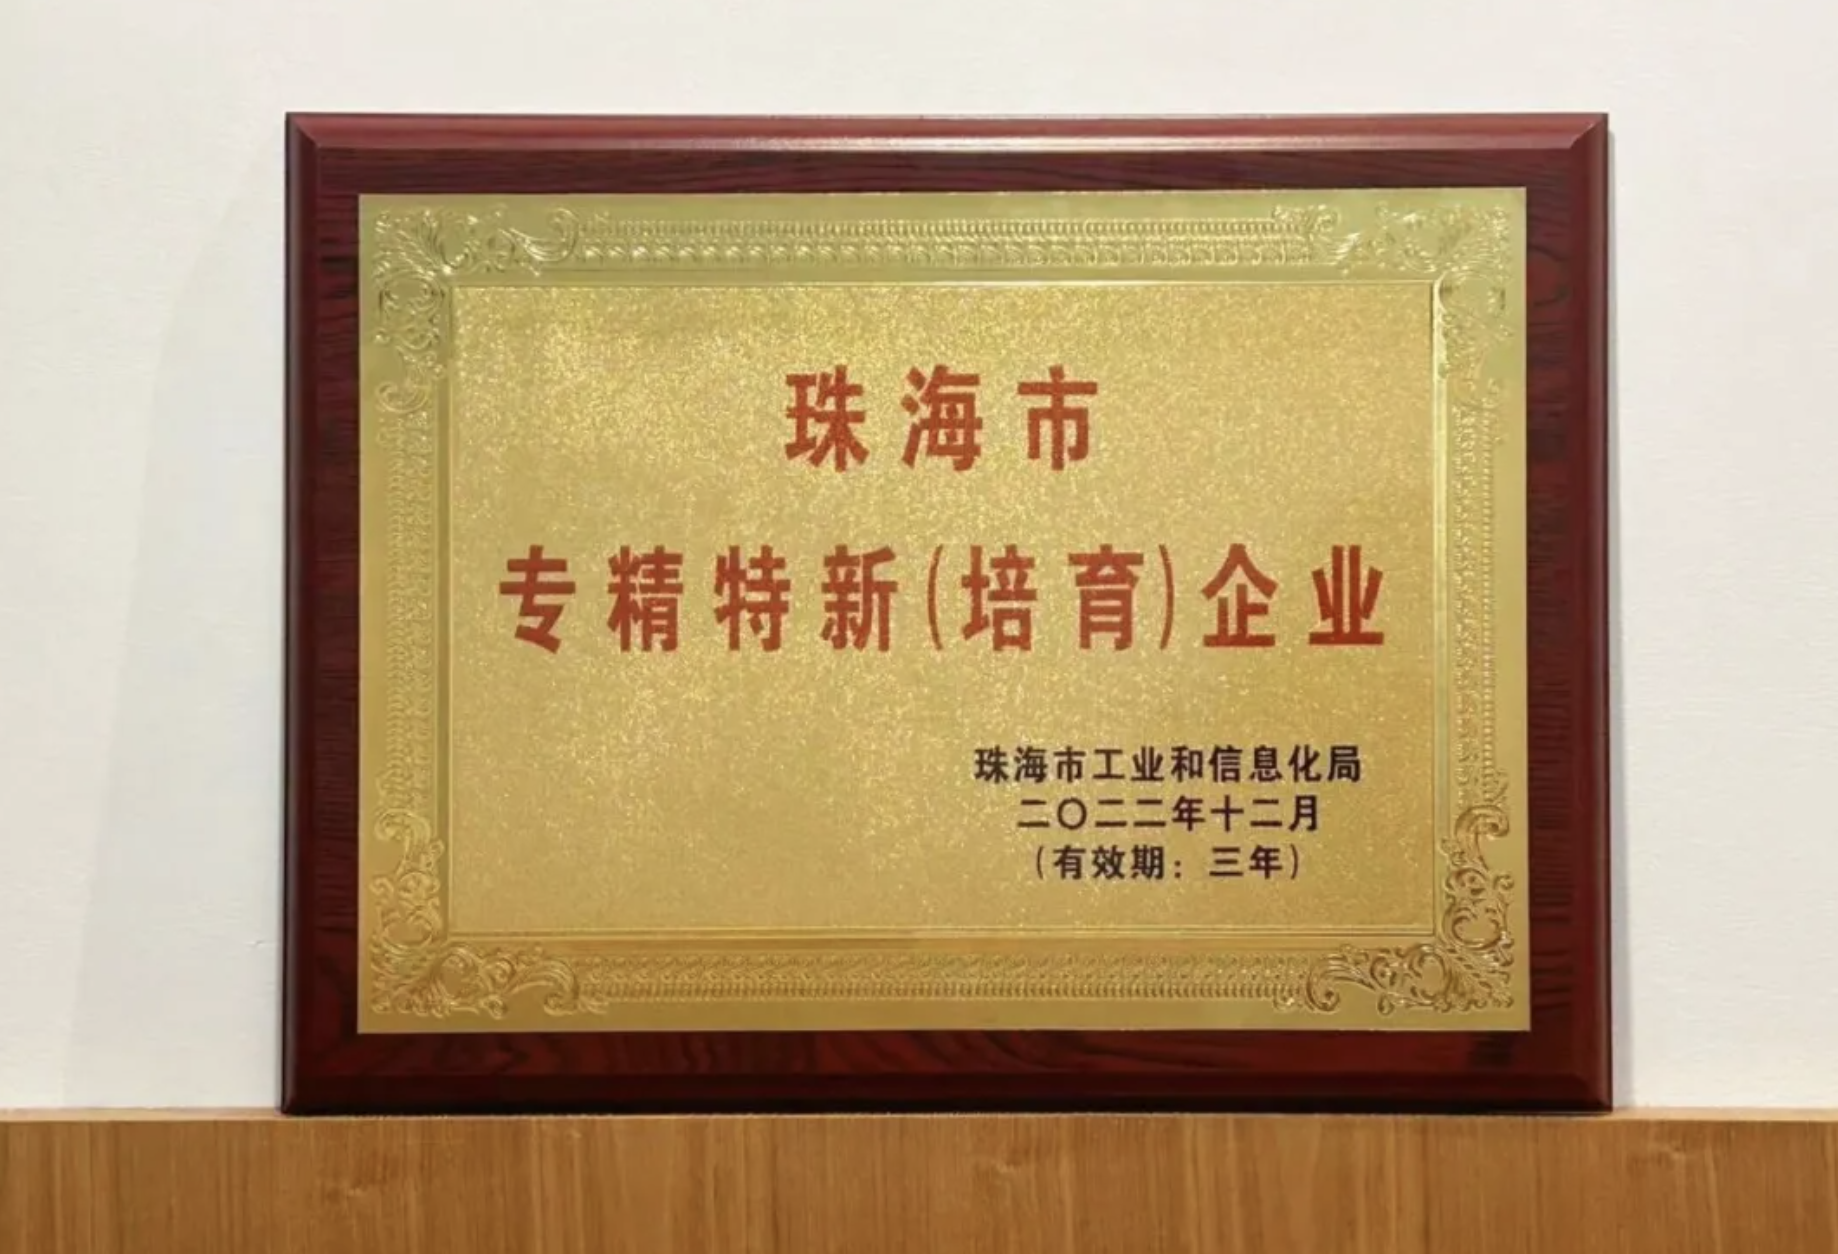 珠海市
专精特新(培育)企业
珠海市工业和信息化局
二〇二二年十二月
(有效期：三年)